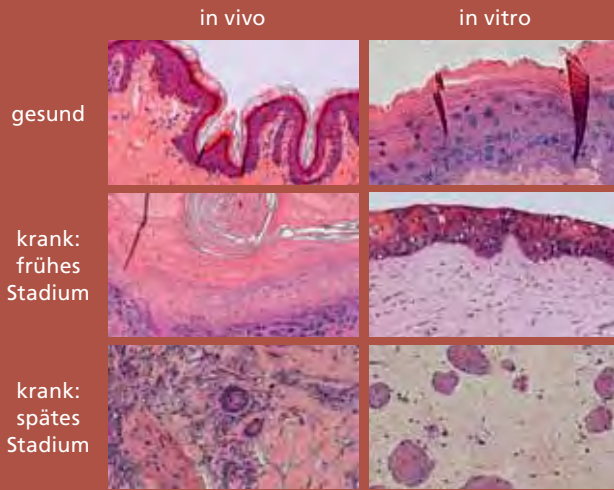 in vivo
in vitro
gesund
krank:
frühes
Stadium
krank:
spätes
Stadium